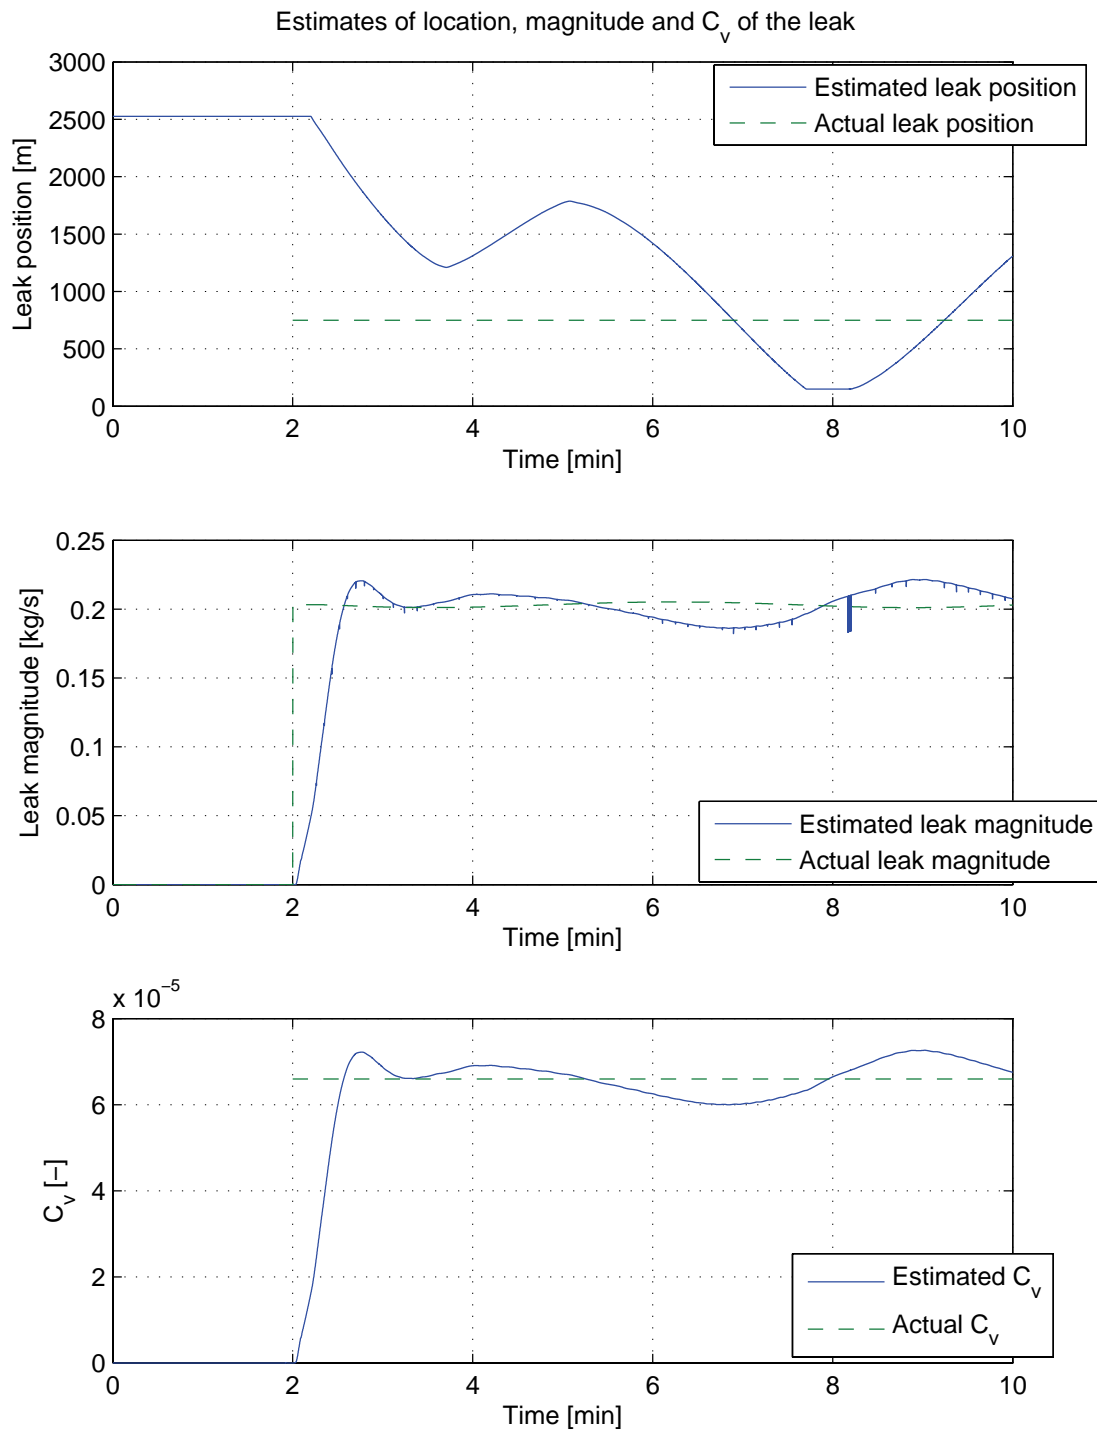 Estimates of location, magnitude and C_v of the leak
3000
2500
2000
1500
1000
500
0
Leak position [m]
Estimated leak position
Actual leak position
0 2 4 6 8 10
Time [min]
0.25
0.2
0.15
0.1
0.05
0
Leak magnitude [kg/s]
Estimated leak magnitude
Actual leak magnitude
0 2 4 6 8 10
Time [min]
x 10^−5
8
6
4
2
0
C_v [−]
Estimated C_v
Actual C_v
0 2 4 6 8 10
Time [min]